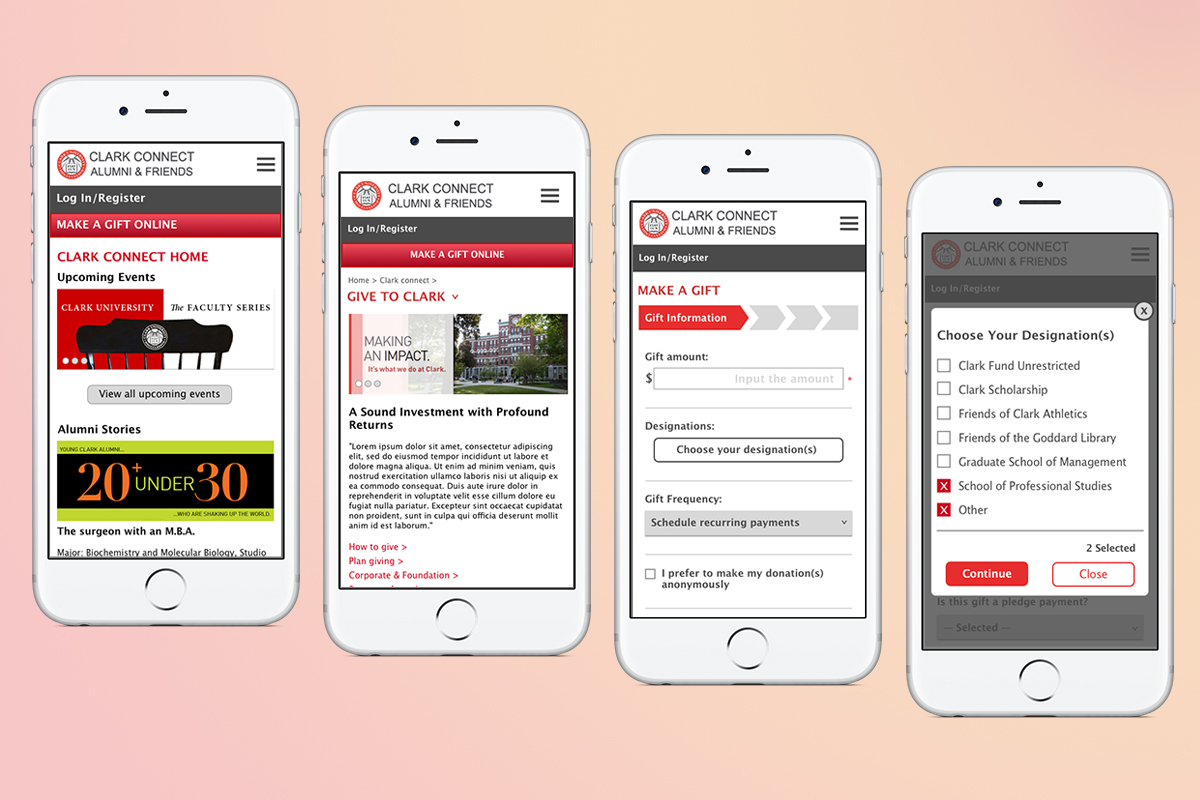 CLARK CONNECT
ALUMNI & FRIENDS
Log In/Register
MAKE A GIFT ONLINE
CLARK CONNECT HOME
Upcoming Events
CLARK UNIVERSITY
The FACULTY SERIES
View all upcoming events
Alumni Stories
YOUNG CLARK ALUMNI...
20+ UNDER 30
...WHO ARE SHAKING UP THE WORLD.
The surgeon with an M.B.A.
Major: Biochemistry and Molecular Biology, Studio
CLARK CONNECT
ALUMNI & FRIENDS
Log In/Register
MAKE A GIFT ONLINE
Home > Clark connect >
GIVE TO CLARK
MAKING
AN IMPACT.
It's what we do at Clark.
A Sound Investment with Profound
Returns
"Lorem ipsum dolor sit amet, consectetur adipiscing
elit, sed do eiusmod tempor incididunt ut labore et
dolore magna aliqua. Ut enim ad minim veniam, quis
nostrud exercitation ullamco laboris nisi ut aliquip ex
ea commodo consequat. Duis aute irure dolor in
reprehenderit in voluptate velit esse cillum dolore eu
fugiat nulla pariatur. Excepteur sint occaecat cupidatat
non proident, sunt in culpa qui officia deserunt mollit
anim id est laborum."
How to give >
Plan giving >
Corporate & Foundation >
CLARK CONNECT
ALUMNI & FRIENDS
Log In/Register
MAKE A GIFT
Gift Information
Gift amount:
$ Input the amount *
Designations:
Choose your designation(s)
Gift Frequency:
Schedule recurring payments
I prefer to make my donation(s)
anonymously
CLARK CONNECT
ALUMNI & FRIENDS
Log In/Register
X
Choose Your Designation(s)
Clark Fund Unrestricted
Clark Scholarship
Friends of Clark Athletics
Friends of the Goddard Library
Graduate School of Management
X School of Professional Studies
X Other
2 Selected
Continue
Close
Is this gift a pledge payment?
— Selected —